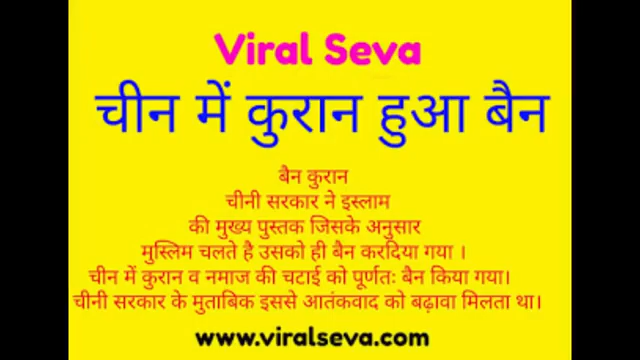 Viral Seva
चीन में कुरान हुआ बैन
बैन कुरान
चीनी सरकार ने इस्लाम
की मुख्य पुस्तक जिसके अनुसार
मुस्लिम चलते है उसको ही बैन करदिया गया ।
चीन में कुरान व नमाज की चटाई को पूर्णतः बैन किया गया।
चीनी सरकार के मुताबिक इससे आतंकवाद को बढ़ावा मिलता था।
www.viralseva.com